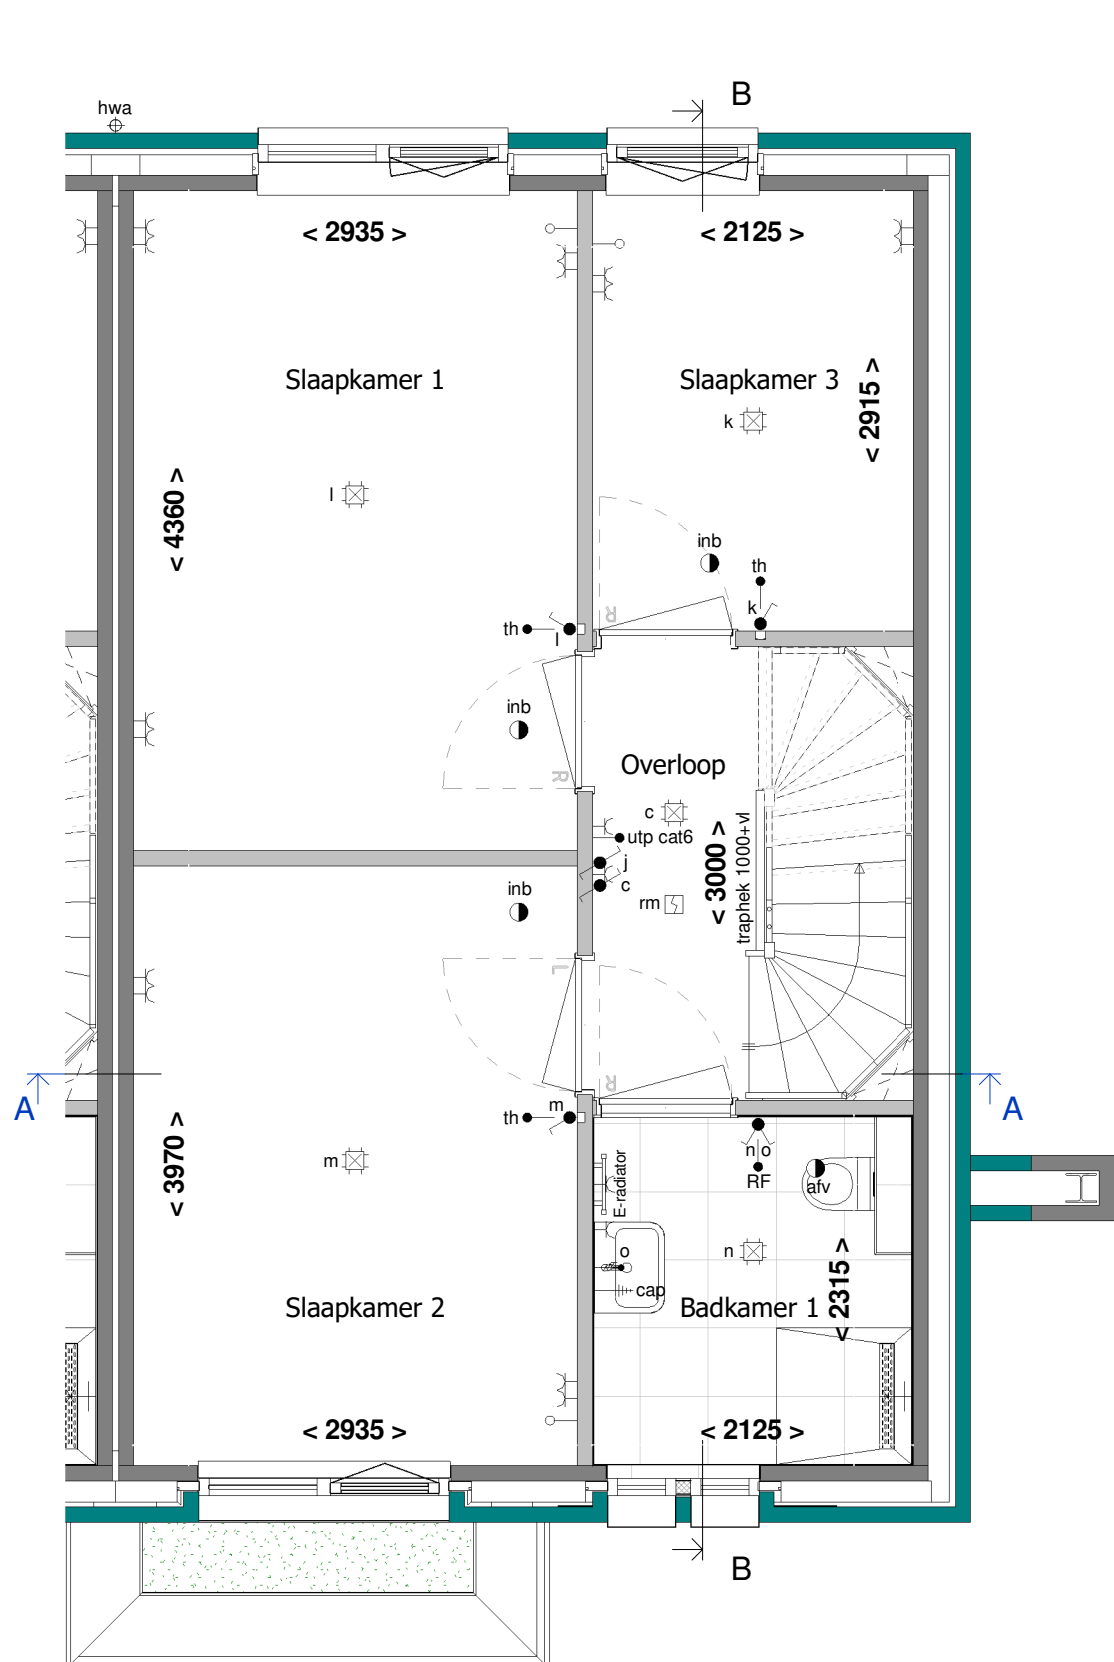 B
hwa
< 2935 >
< 2125 >
Slaapkamer 1
Slaapkamer 3
< 2915 >
k
l
< 4360 >
inb
th
k
R
th
l
inb
R
Overloop
c
utp cat6
j
c
rm
< 3000 >
traphek 1000+vl
inb
L
R
A
A
m
th
n o
RF
afv
E-radiator
m
< 3970 >
o
n
cap
< 2315 >
Slaapkamer 2
Badkamer 1
< 2935 >
< 2125 >
B